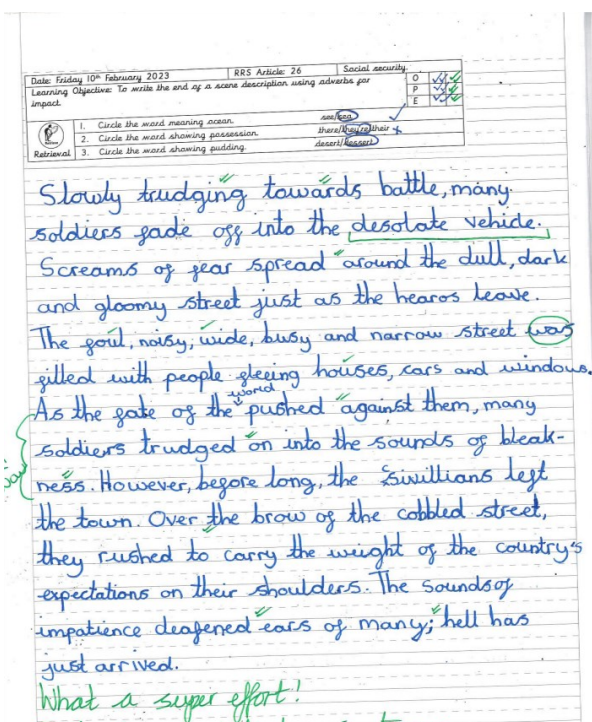 Date: Friday 10th February 2023 RRS Article: 26 Social security.
Learning Objective: To write the end of a scene description using adverbs for impact.
O
P
E
Retrieval
1. Circle the word meaning ocean. see/sea
2. Circle the word showing possession. there/they're/their
3. Circle the word showing pudding. desert/dessert
Slowly trudging towards battle, many
soldiers fade off into the desolate vehicle.
Screams of fear spread around the dull, dark
and gloomy street just as the hearos leave.
The foul, noisy, wide, busy and narrow street was
filled with people fleeing houses, cars and windows.
As the fate of the world pushed against them, many
soldiers trudged on into the sounds of bleak-
ness. However, before long, the Sivillians left
the town. Over the brow of the cobbled street,
they rushed to carry the weight of the country's
expectations on their shoulders. The sounds of
impatience deafened ears of many; hell has
just arrived.
What a super effort!